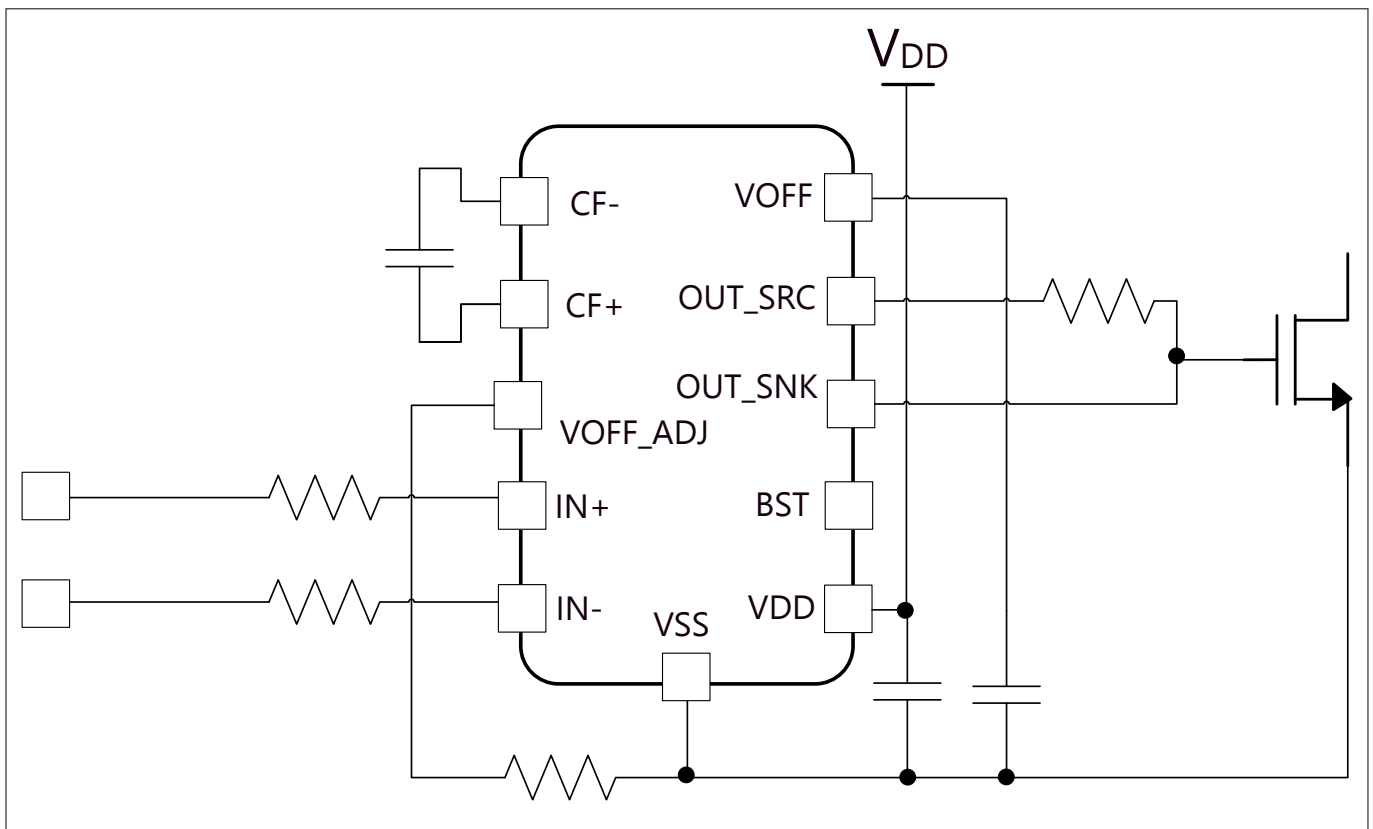 VDD
CF-
VOFF
CF+
OUT_SRC
OUT_SNK
VOFF_ADJ
IN+
BST
IN-
VDD
VSS